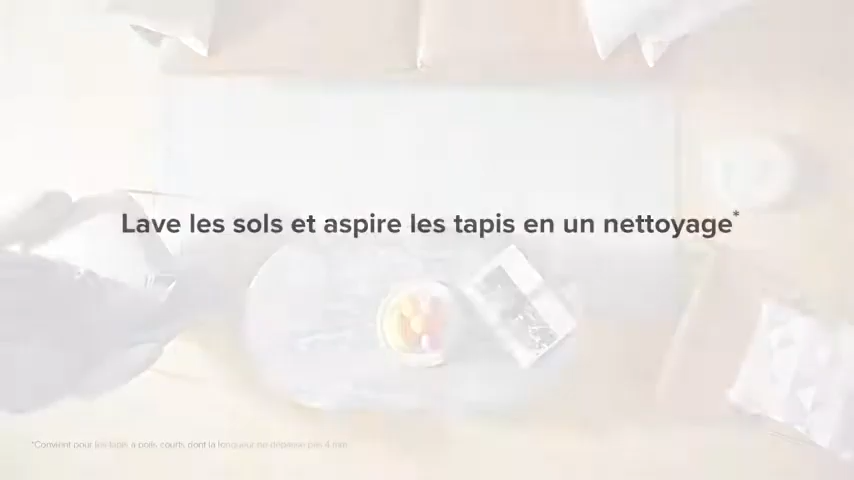 Lave les sols et aspire les tapis en un nettoyage*
*Convient pour les tapis à poils courts, dont la longueur ne dépasse pas 4 mm